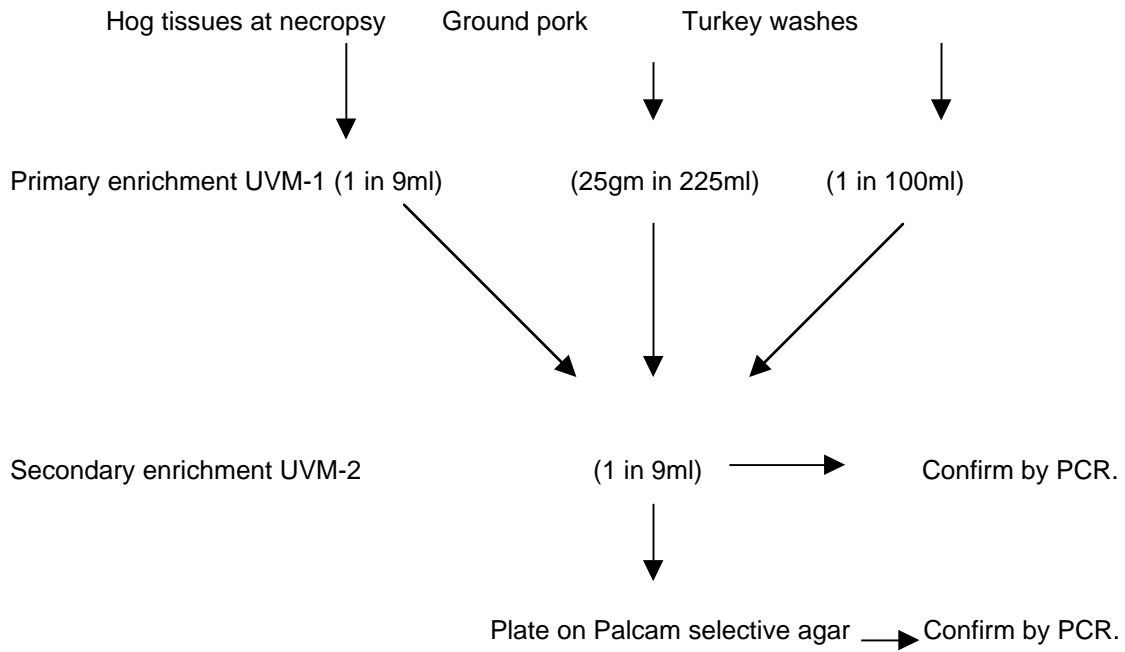 Hog tissues at necropsy Ground pork Turkey washes
Primary enrichment UVM-1 (1 in 9ml) (25gm in 225ml) (1 in 100ml)
Secondary enrichment UVM-2 (1 in 9ml) Confirm by PCR.
Plate on Palcam selective agar Confirm by PCR.